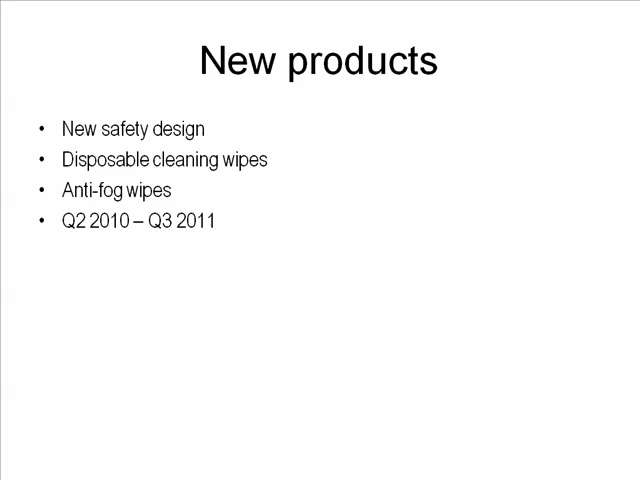 New products
• New safety design
• Disposable cleaning wipes
• Anti-fog wipes
• Q2 2010 – Q3 2011